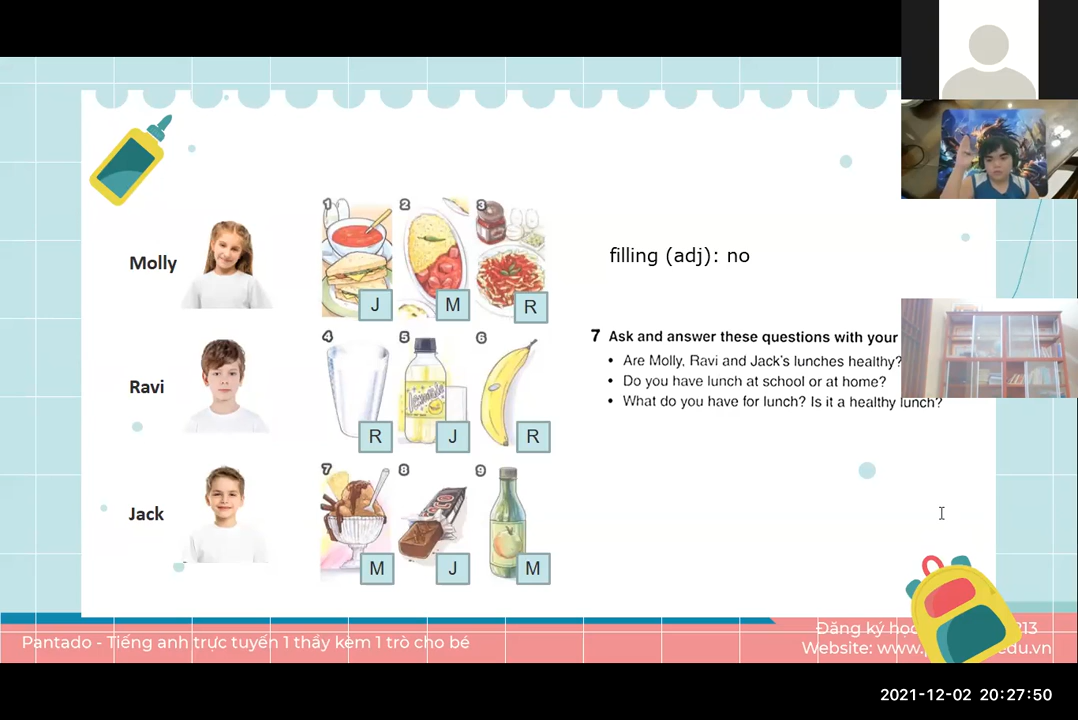 Molly
1 2 3
J M R
filling (adj): no
Ravi
4 5 6
Lemonade
R J R
7 Ask and answer these questions with your
• Are Molly, Ravi and Jack's lunches healthy?
• Do you have lunch at school or at home?
• What do you have for lunch? Is it a healthy lunch?
Jack
7 8 9
M J M
Pantado - Tiếng anh trực tuyến 1 thầy kèm 1 trò cho bé
Đăng ký học 313
Website: www.p edu.vn
2021-12-02 20:27:50